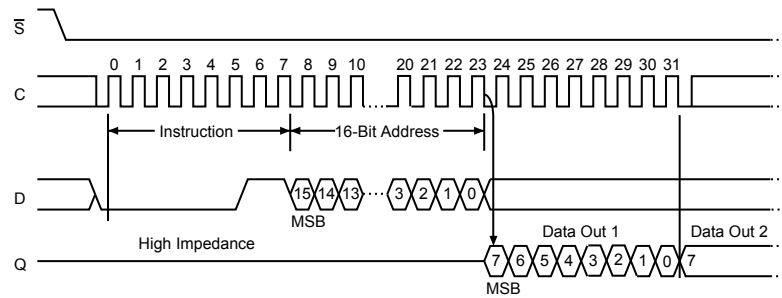 S
0 1 2 3 4 5 6 7 8 9 10 20 21 22 23 24 25 26 27 28 29 30 31
C
Instruction 16-Bit Address
D 15 14 13 3 2 1 0
MSB
High Impedance Data Out 1 Data Out 2
Q 7 6 5 4 3 2 1 0 7
MSB